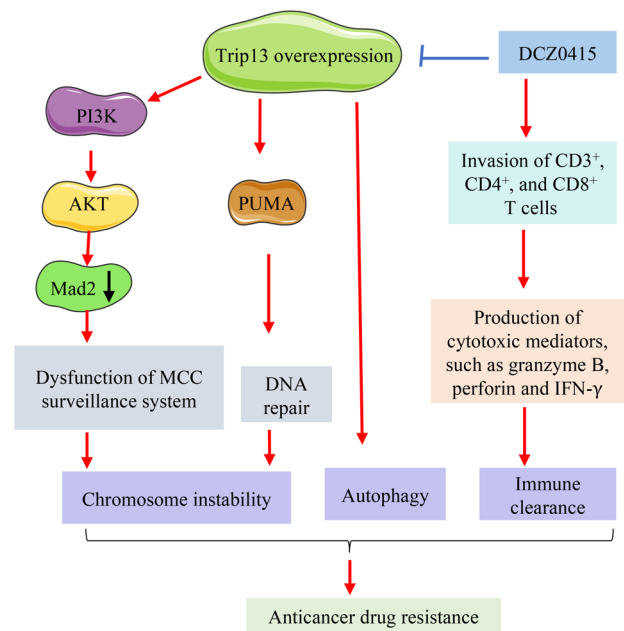 Trip13 overexpression
DCZ0415
PI3K
Invasion of CD3⁺,
CD4⁺, and CD8⁺
T cells
AKT
PUMA
Mad2
Production of
cytotoxic mediators,
such as granzyme B,
perforin and IFN-γ
Dysfunction of MCC
surveillance system
DNA
repair
Chromosome instability
Autophagy
Immune
clearance
Anticancer drug resistance